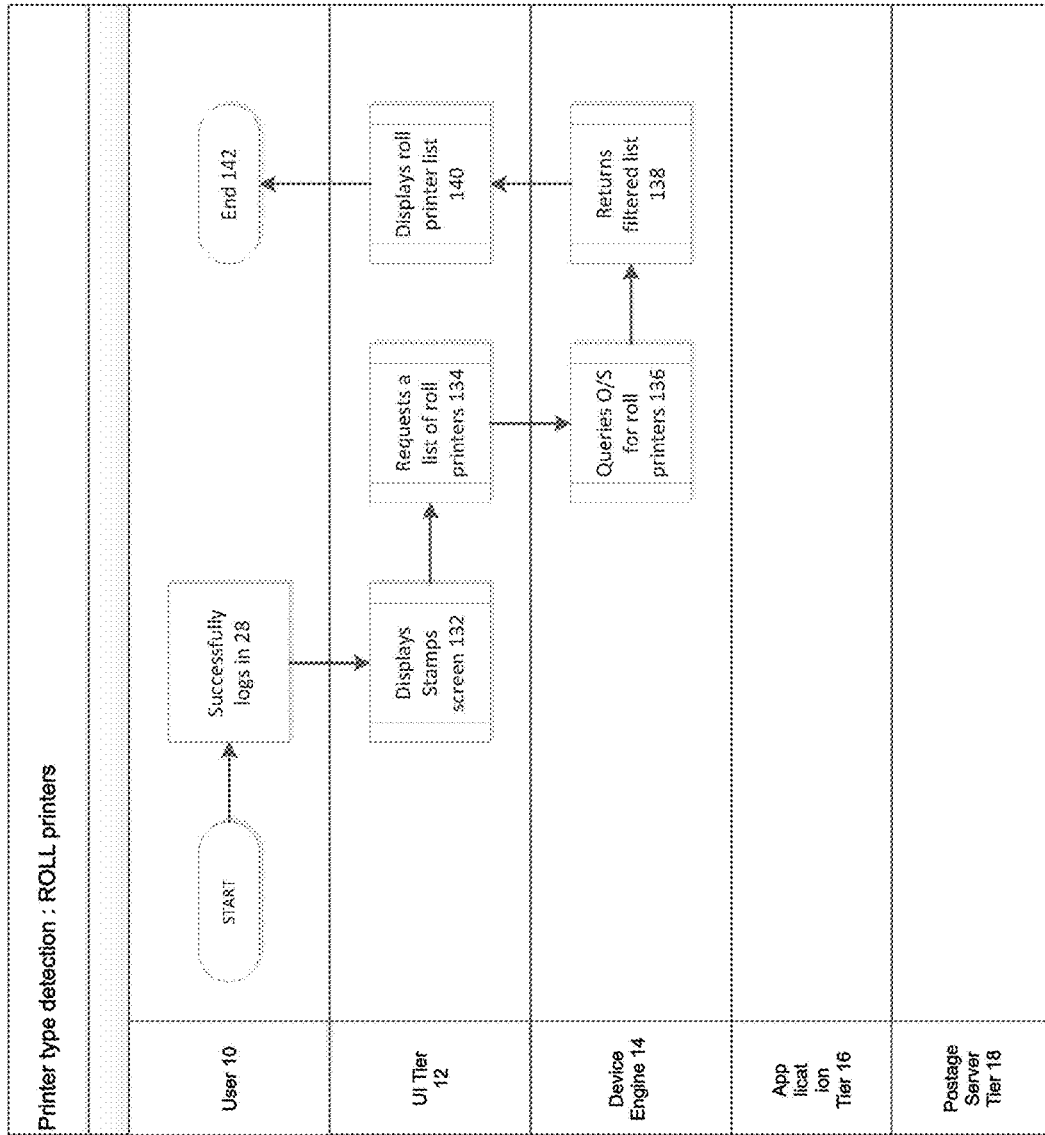 Printer type detection : ROLL printers
User 10
START
Successfully
logs in 28
End 142
UI Tier
12
Displays
Stamps
screen 132
Requests a
list of roll
printers 134
Displays roll
printer list
140
Device
Engine 14
Queries O/S
for roll
printers 136
Returns
filtered list
138
App
licat
ion
Tier 16
Postage
Server
Tier 18